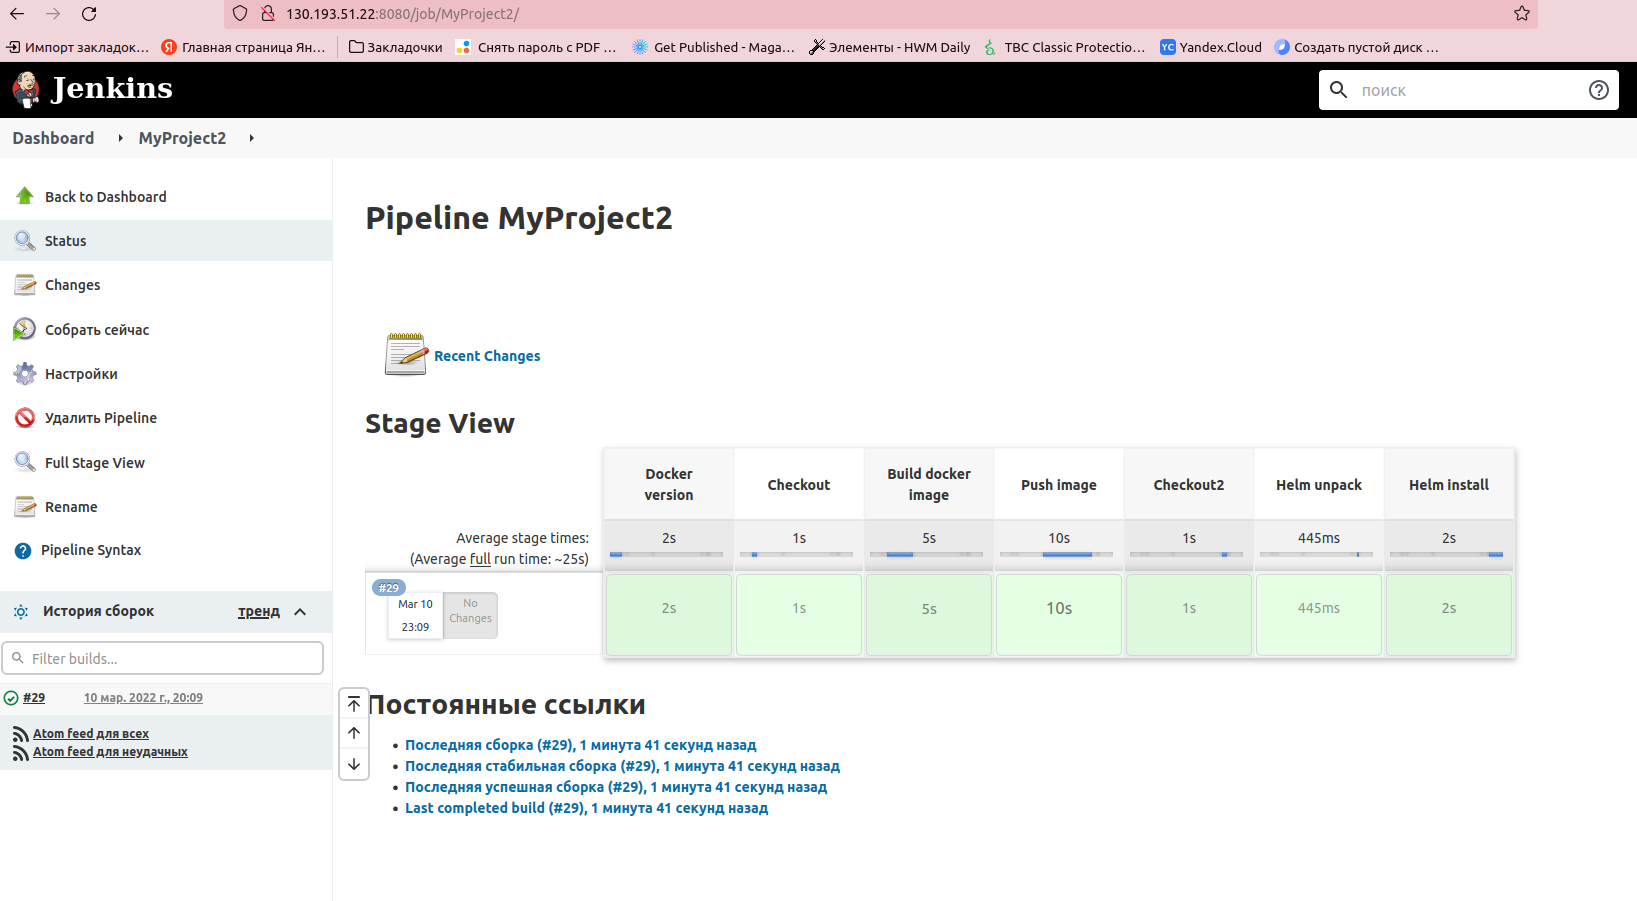 130.193.51.22:8080/job/MyProject2/
Импорт закладок…
Главная страница Ян…
Закладочки
Снять пароль с PDF …
Get Published - Maga…
Элементы - HWM Daily
TBC Classic Protectio…
YC Yandex.Cloud
Создать пустой диск …
Jenkins
поиск
Dashboard
MyProject2
Back to Dashboard
Status
Changes
Собрать сейчас
Настройки
Удалить Pipeline
Full Stage View
Rename
Pipeline Syntax
История сборок
тренд
Filter builds...
#29
10 мар. 2022 г., 20:09
Atom feed для всех
Atom feed для неудачных
Pipeline MyProject2
Recent Changes
Stage View
Docker version
Checkout
Build docker image
Push image
Checkout2
Helm unpack
Helm install
Average stage times:
(Average full run time: ~25s)
2s
1s
5s
10s
1s
445ms
2s
#29
Mar 10
23:09
No Changes
2s
1s
5s
10s
1s
445ms
2s
Постоянные ссылки
Последняя сборка (#29), 1 минута 41 секунд назад
Последняя стабильная сборка (#29), 1 минута 41 секунд назад
Последняя успешная сборка (#29), 1 минута 41 секунд назад
Last completed build (#29), 1 минута 41 секунд назад